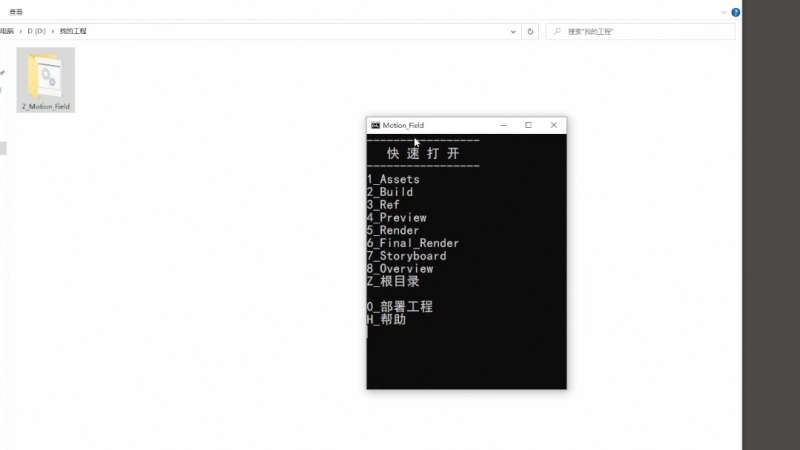 查看
电脑 > D (D:) > 我的工程
搜索"我的工程"
Z_Motion_Field
Motion_Field
快 速 打 开
1_Assets
2_Build
3_Ref
4_Preview
5_Render
6_Final_Render
7_Storyboard
8_Overview
Z_根目录
0_部署工程
H_帮助